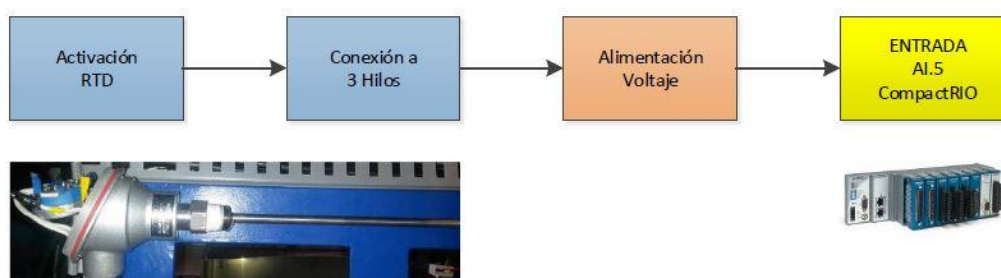 Activación
RTD
Conexión a
3 Hilos
Alimentación
Voltaje
ENTRADA
AI.5
CompactRIO